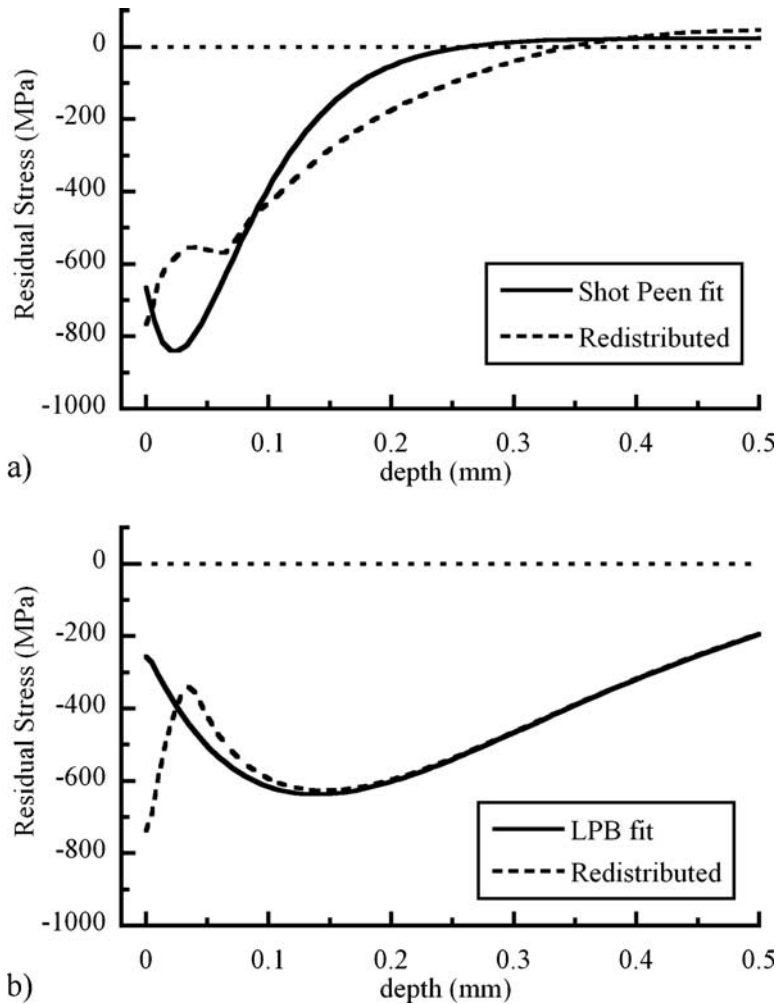 0
-200
-400
-600
-800
-1000
Residual Stress (MPa)
Shot Peen fit
Redistributed
0
0.1
0.2
0.3
0.4
0.5
depth (mm)
a)
0
-200
-400
-600
-800
-1000
Residual Stress (MPa)
LPB fit
Redistributed
0
0.1
0.2
0.3
0.4
0.5
depth (mm)
b)